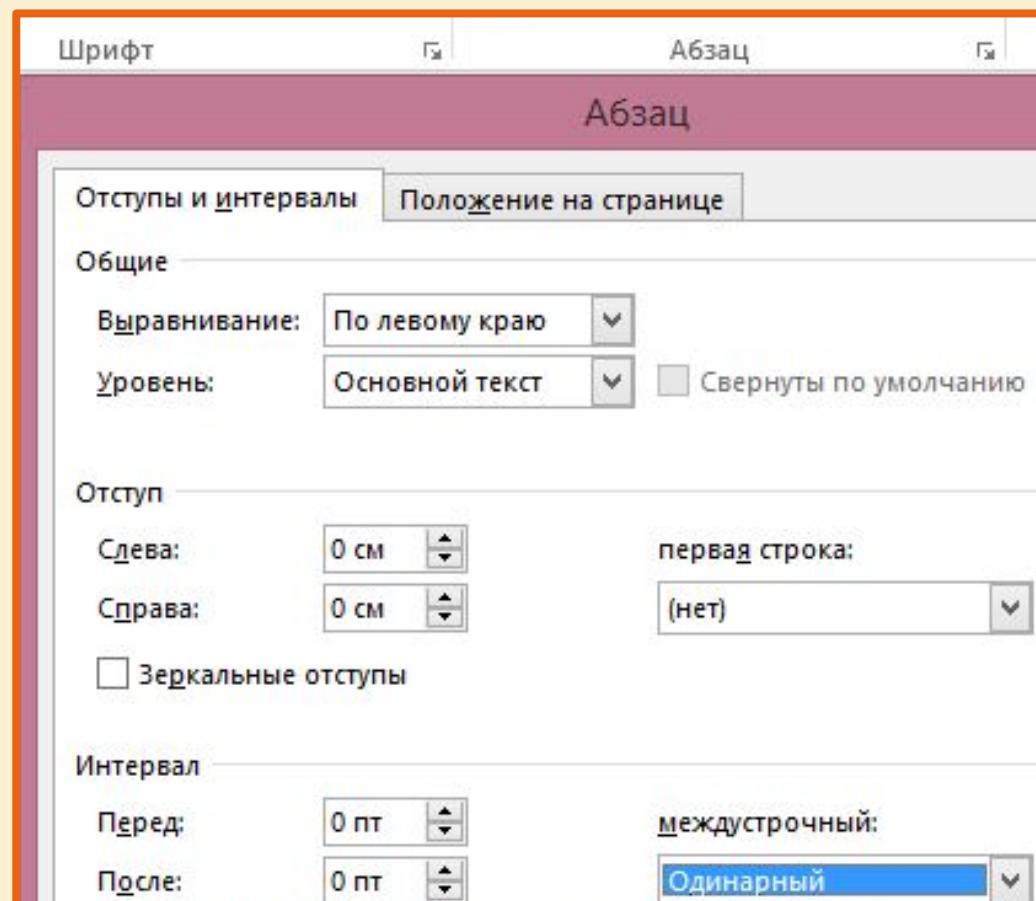 Шрифт Абзац
Абзац
Отступы и интервалы Положение на странице
Общие
Выравнивание: По левому краю
Уровень: Основной текст Свернуты по умолчанию
Отступ
Слева: 0 см первая строка:
Справа: 0 см (нет)
Зеркальные отступы
Интервал
Перед: 0 пт междустрочный:
После: 0 пт Одинарный